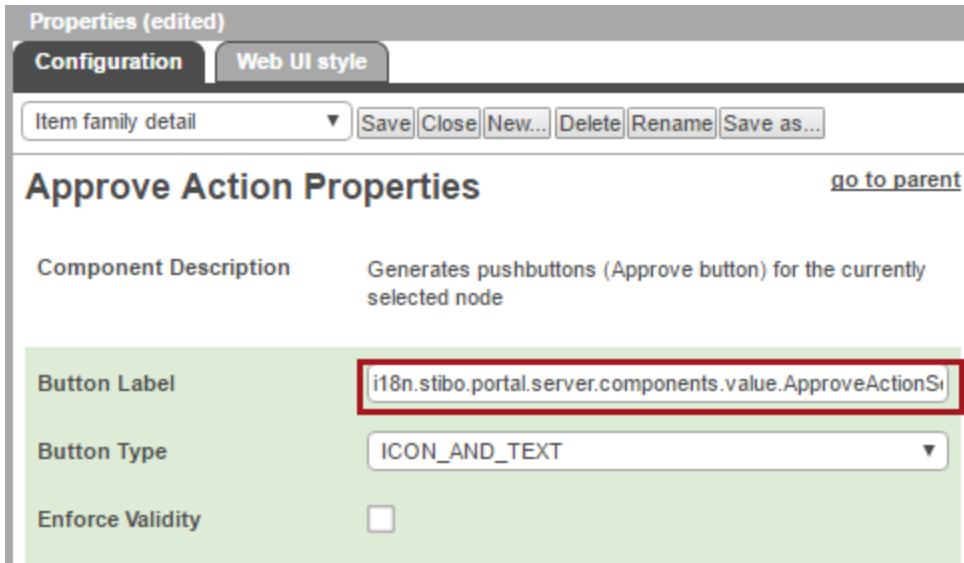 Properties (edited)
Configuration Web UI style
Item family detail Save Close New... Delete Rename Save as...
Approve Action Properties go to parent
Component Description Generates pushbuttons (Approve button) for the currently
selected node
Button Label i18n.stibo.portal.server.components.value.ApproveActionSe
Button Type ICON_AND_TEXT
Enforce Validity